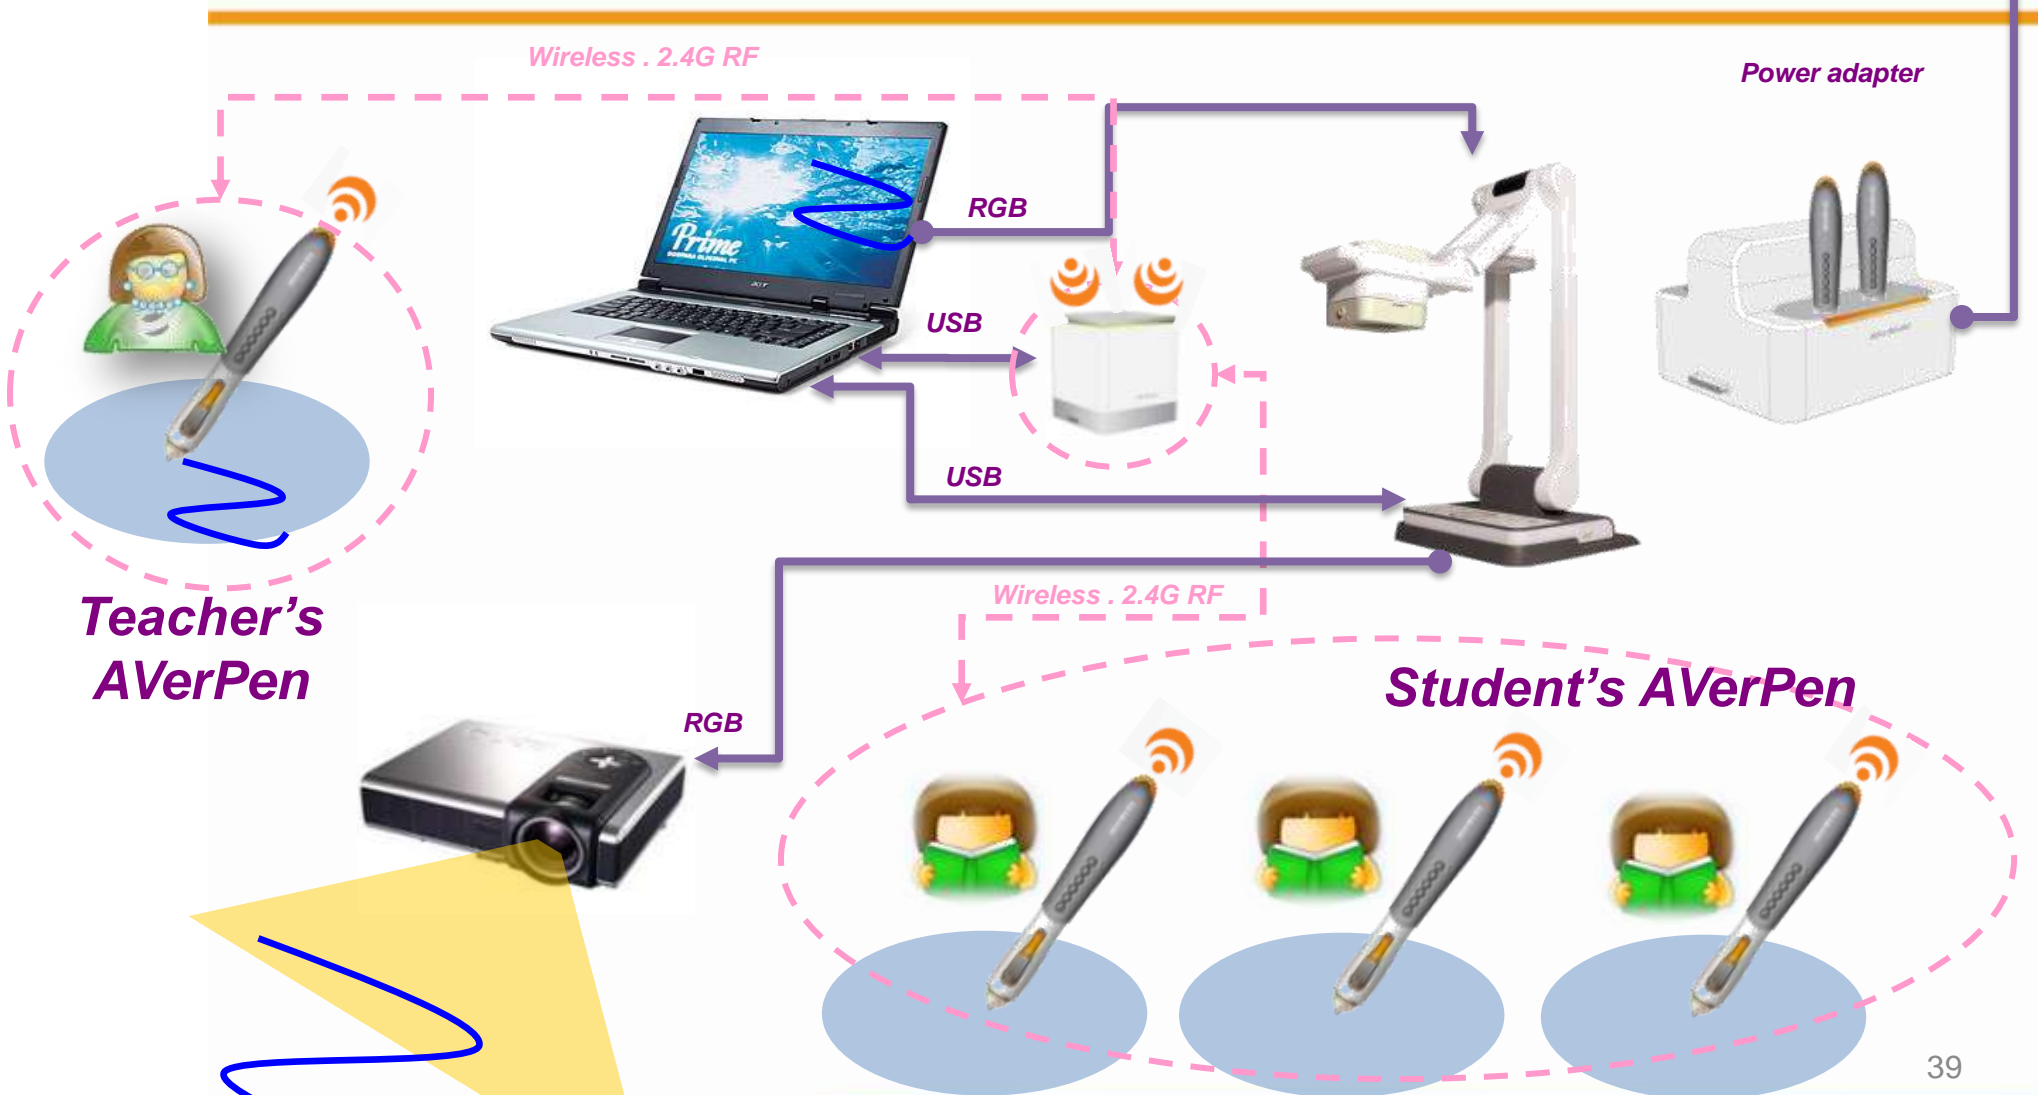 Wireless . 2.4G RF
Power adapter
RGB
Prime
acer
USB
USB
Wireless . 2.4G RF
Teacher's
AVerPen
Student's AVerPen
RGB
39